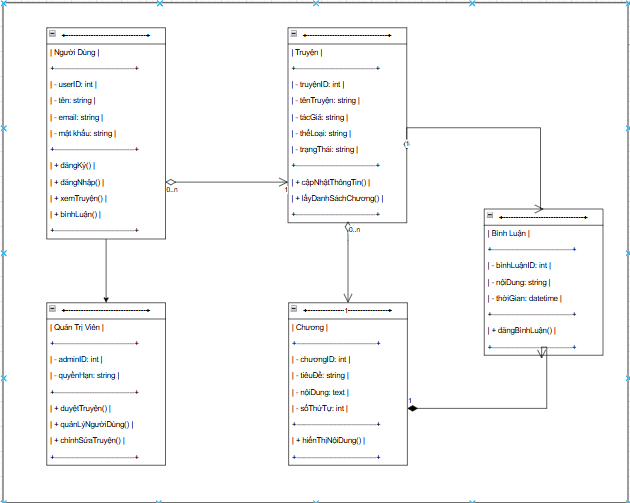 | Người Dùng |
+------------------------+
| - userID: int |
| - tên: string |
| - email: string |
| - mật khẩu: string |
+------------------------+
| + đăngKý() |
| + đăngNhập() |
| + xemTruyện() |
| + bìnhLuận() |
+------------------------+
0..n
1
| Truyện |
+------------------------+
| - truyệnID: int |
| - tênTruyện: string |
| - tácGiả: string |
| - thểLoại: string |
| - trạngThái: string |
+------------------------+
| + cậpNhậtThôngTin() |
| + lấyDanhSáchChương() |
+------------------------+
1
0..n
| Bình Luận |
+------------------------+
| - bìnhLuậnID: int |
| - nộiDung: string |
| - thờiGian: datetime |
+------------------------+
| + đăngBìnhLuận() |
+------------------------+
| Quản Trị Viên |
+------------------------+
| - adminID: int |
| - quyềnHạn: string |
+------------------------+
| + duyệtTruyện() |
| + quảnLýNgườiDùng() |
| + chỉnhSửaTruyện() |
+------------------------+
1
| Chương |
+------------------------+
| - chươngID: int |
| - tiêuĐề: string |
| - nộiDung: text |
| - sốThứTự: int |
+------------------------+
| + hiểnThịNộiDung() |
+------------------------+
1